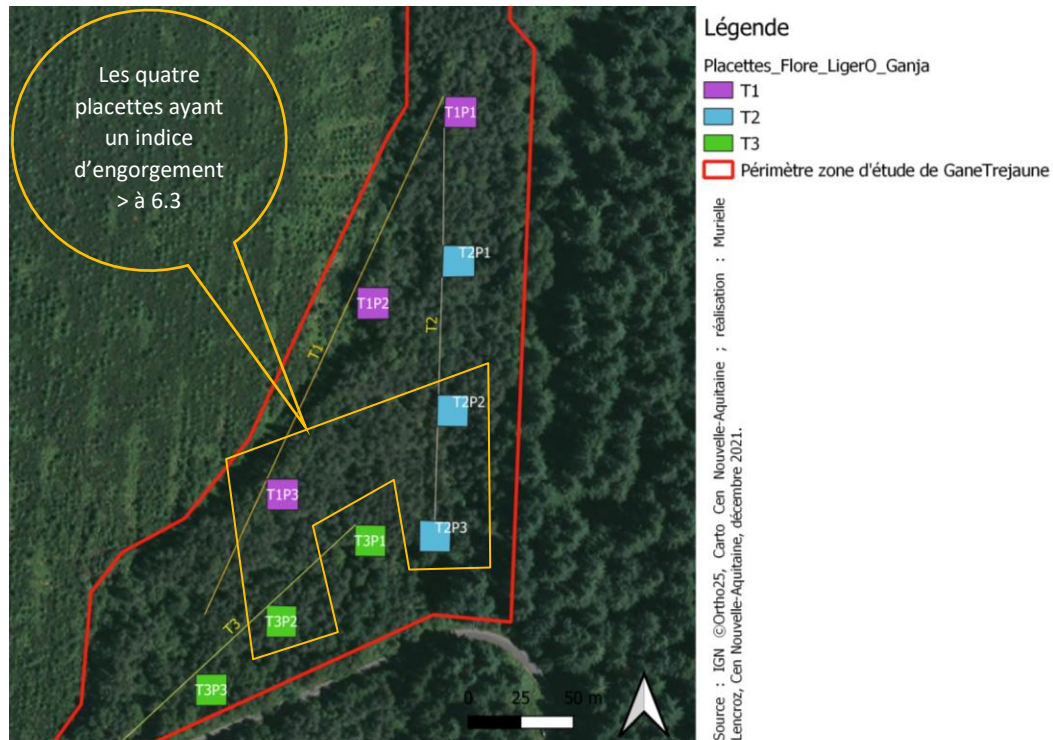 Les quatre
placettes ayant
un indice
d'engorgement
> à 6.3
T1P1
T2P1
T1P2
T2
T1
T2P2
T1P3
T2P3
T3P1
T3P2
T3
T3P3
0 25 50 m
Légende
Placettes_Flore_LigerO_Ganja
T1
T2
T3
Périmètre zone d'étude de GaneTrejaune
Source : IGN ©Ortho25, Carto Cen Nouvelle-Aquitaine ; réalisation : Murielle
Lencroz, Cen Nouvelle-Aquitaine, décembre 2021.